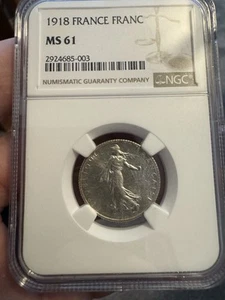 1918 FRANCE FRANC
MS 61
2924685-003
NUMISMATIC GUARANTY COMPANY
NGC